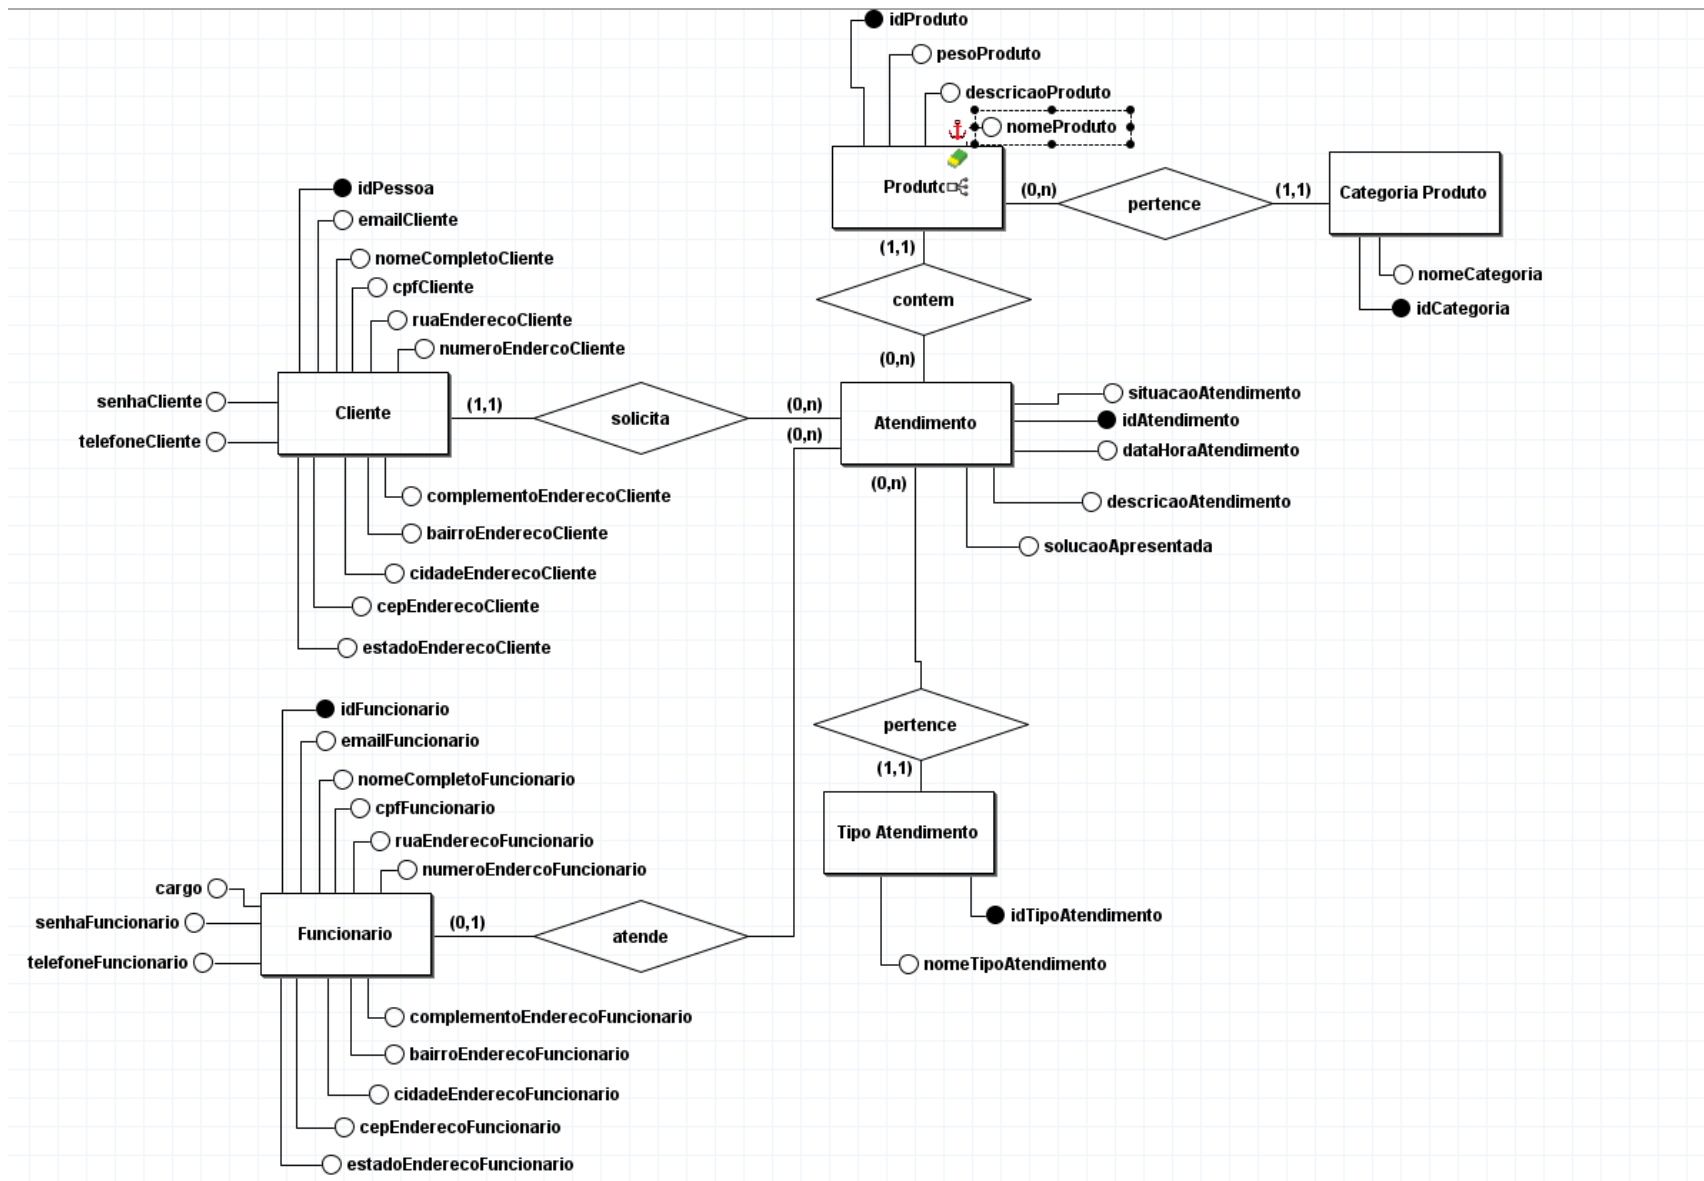 idProduto
pesoProduto
descricaoProduto
nomeProduto
Produto
(0,n)
pertence
(1,1)
Categoria Produto
nomeCategoria
idCategoria
(1,1)
contem
(0,n)
idPessoa
emailCliente
nomeCompletoCliente
cpfCliente
ruaEnderecoCliente
numeroEndercoCliente
senhaCliente
telefoneCliente
Cliente
(1,1)
solicita
(0,n)
(0,n)
Atendimento
situacaoAtendimento
idAtendimento
dataHoraAtendimento
descricaoAtendimento
solucaoApresentada
(0,n)
complementoEnderecoCliente
bairroEnderecoCliente
cidadeEnderecoCliente
cepEnderecoCliente
estadoEnderecoCliente
pertence
(1,1)
Tipo Atendimento
idTipoAtendimento
nomeTipoAtendimento
idFuncionario
emailFuncionario
nomeCompletoFuncionario
cpfFuncionario
ruaEnderecoFuncionario
numeroEndercoFuncionario
cargo
senhaFuncionario
telefoneFuncionario
Funcionario
(0,1)
atende
complementoEnderecoFuncionario
bairroEnderecoFuncionario
cidadeEnderecoFuncionario
cepEnderecoFuncionario
estadoEnderecoFuncionario